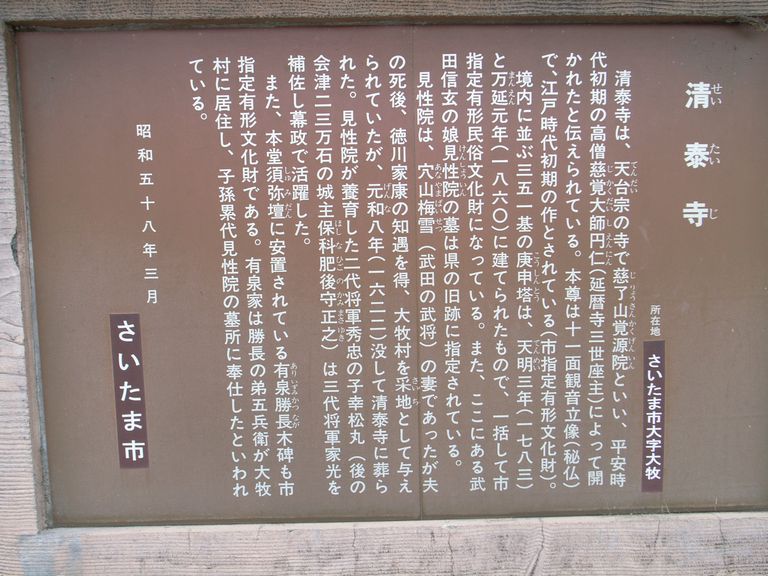 清泰寺
所在地 さいたま市大字大牧
清泰寺は、天台宗の寺で慈了山覚源院といい、平安時
代初期の高僧慈覚大師円仁(延暦寺三世座主)によって開
かれたと伝えられている。本尊は十一面観音立像(秘仏)
で、江戸時代初期の作とされている(市指定有形文化財)。
境内に並ぶ三五一基の庚申塔は、天明三年(一七八三)
と万延元年(一八六〇)に建てられたもので、一括して市
指定有形民俗文化財になっている。また、ここにある武
田信玄の娘見性院の墓は県の旧跡に指定されている。
見性院は、穴山梅雪(武田の武将)の妻であったが夫
の死後、徳川家康の知遇を得、大牧村を采地として与え
られていたが、元和八年(一六二二)没して清泰寺に葬ら
れた。見性院が養育した二代将軍秀忠の子幸松丸(後の
会津二三万石の城主保科肥後守正之)は三代将軍家光を
補佐し幕政で活躍した。
また、本堂須弥壇に安置されている有泉勝長木碑も市
指定有形文化財である。有泉家は勝長の弟五兵衛が大牧
村に居住し、子孫累代見性院の墓所に奉仕したといわれ
ている。
昭和五十八年三月
さいたま市